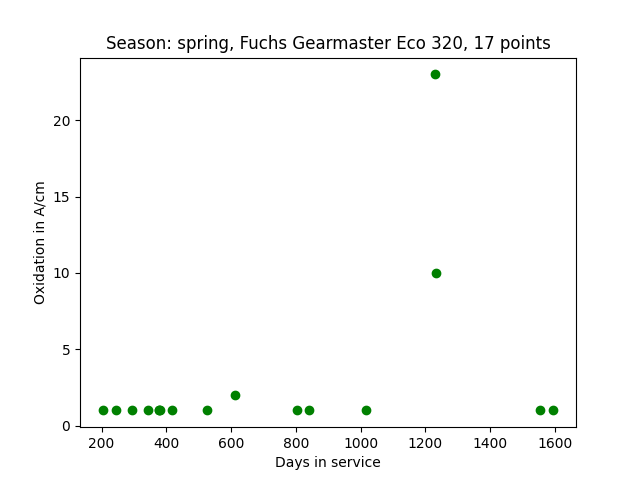 Season: spring, Fuchs Gearmaster Eco 320, 17 points
Oxidation in A/cm
20
15
10
5
0
200 400 600 800 1000 1200 1400 1600
Days in service